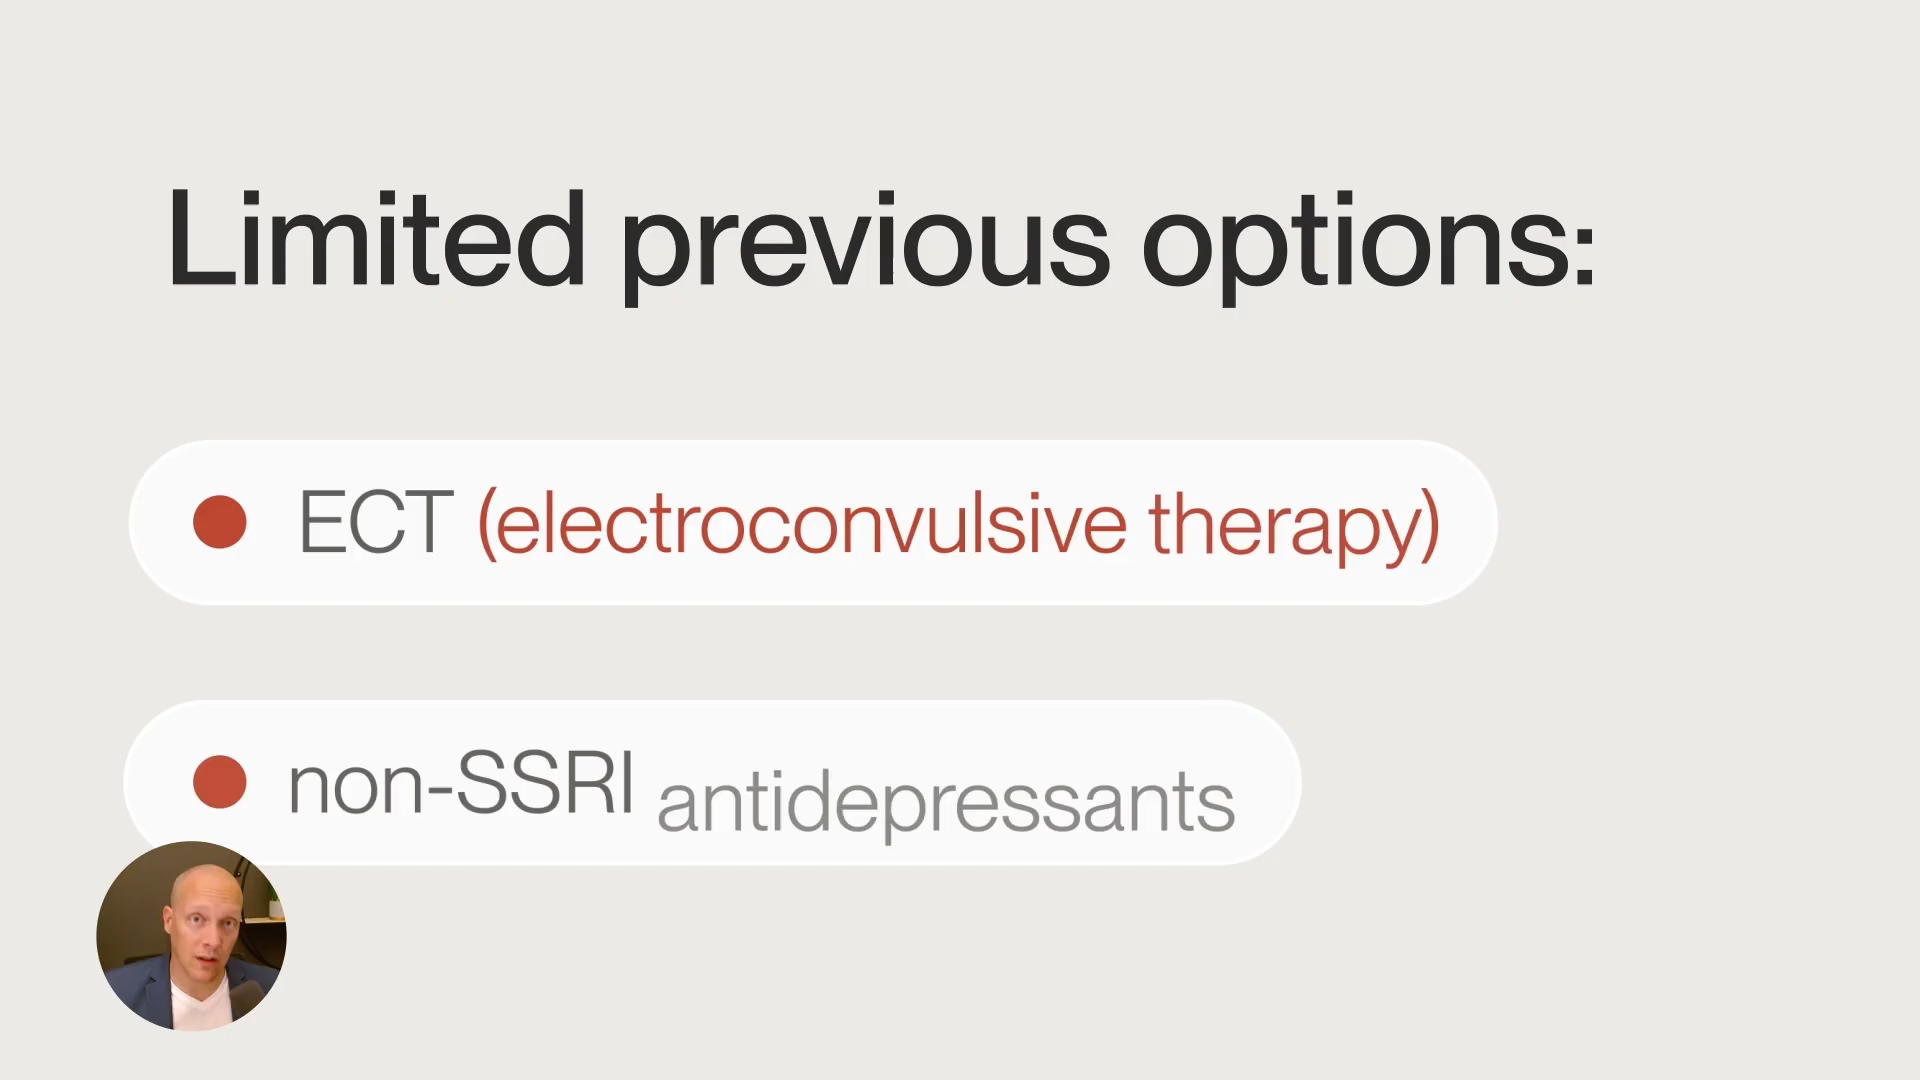 Limited previous options:
ECT (electroconvulsive therapy)
non-SSRI antidepressants